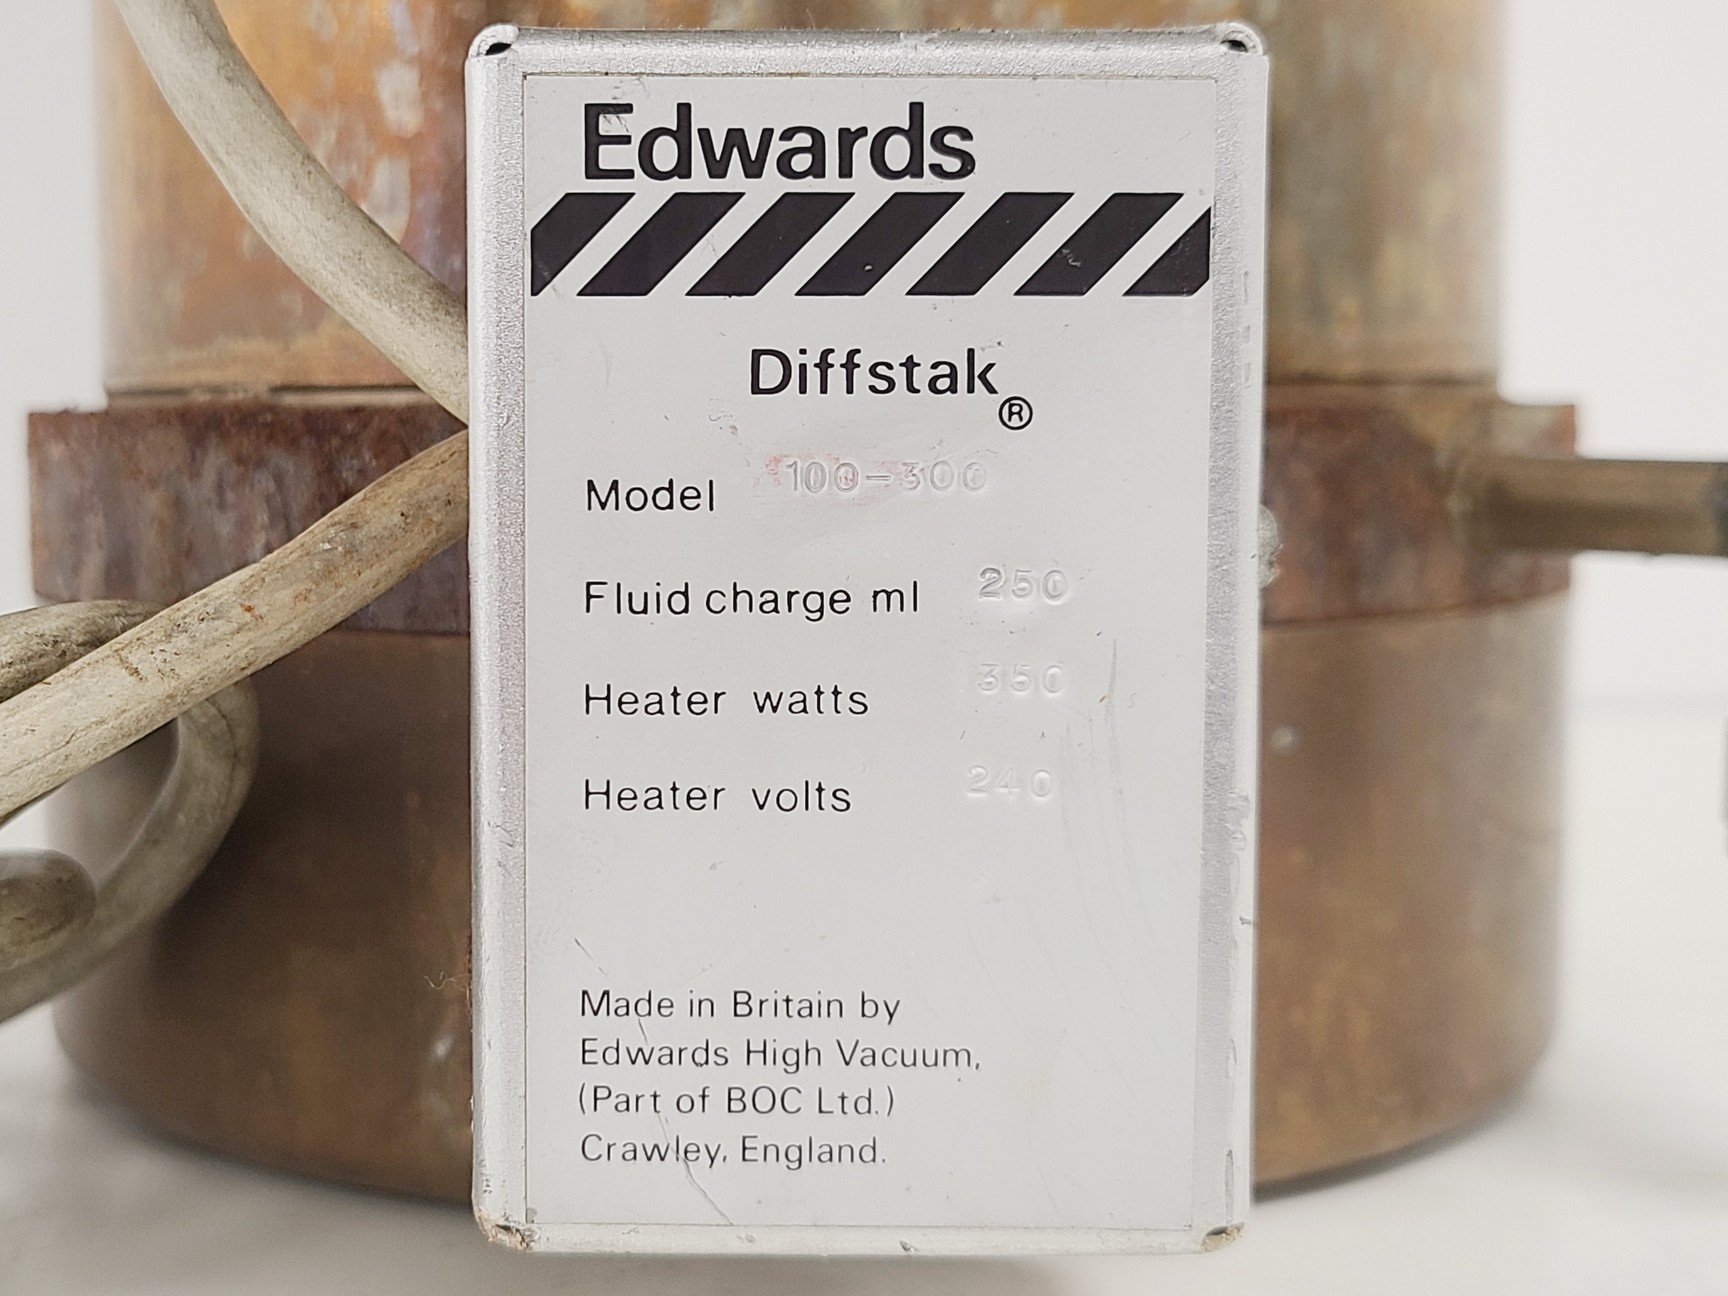 Edwards
Diffstak®
Model 100-300
Fluid charge ml 250
Heater watts 350
Heater volts 240
Made in Britain by
Edwards High Vacuum,
(Part of BOC Ltd.)
Crawley, England.